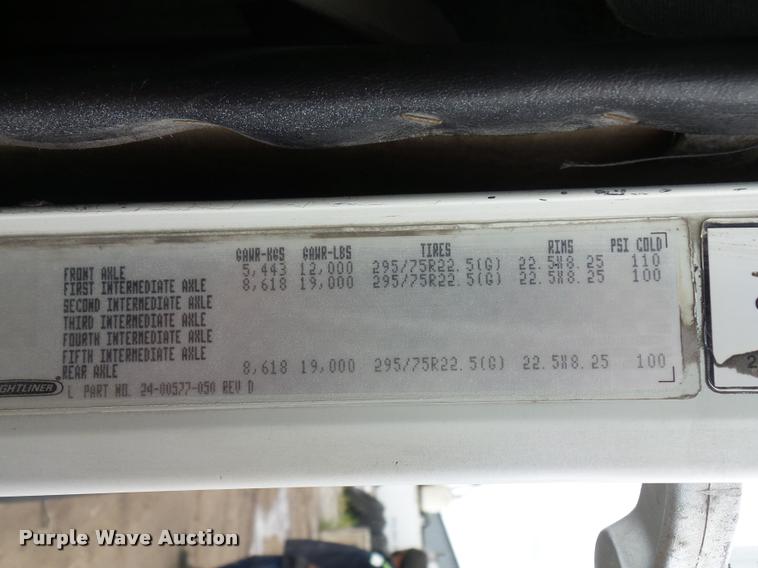 GAWR-KGS GAWR-LBS TIRES RIMS PSI COLD
FRONT AXLE 5,443 12,000 295/75R22.5(G) 22.5X8.25 110
FIRST INTERMEDIATE AXLE 8,618 19,000 295/75R22.5(G) 22.5X8.25 100
SECOND INTERMEDIATE AXLE
THIRD INTERMEDIATE AXLE
FOURTH INTERMEDIATE AXLE
FIFTH INTERMEDIATE AXLE
REAR AXLE 8,618 19,000 295/75R22.5(G) 22.5X8.25 100
GHTLINER L PART NO. 24-00577-050 REV D
Purple Wave Auction